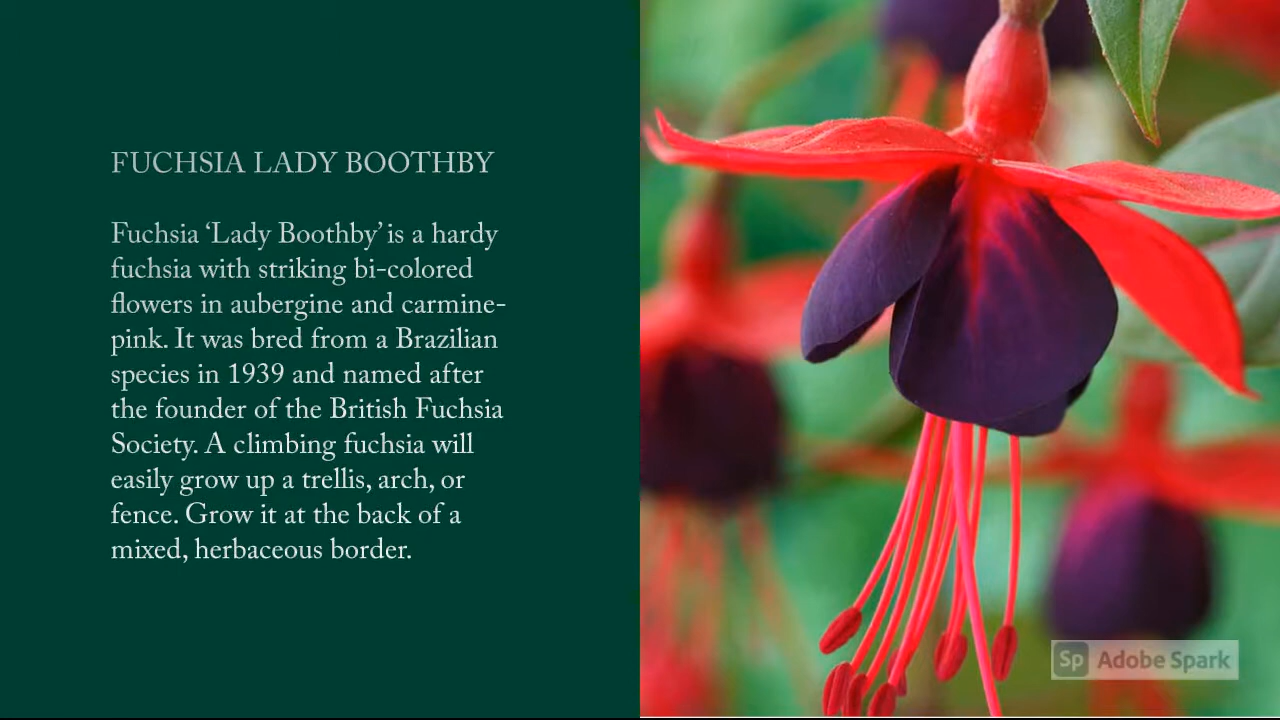 FUCHSIA LADY BOOTHBY
Fuchsia ‘Lady Boothby’ is a hardy
fuchsia with striking bi-colored
flowers in aubergine and carmine-
pink. It was bred from a Brazilian
species in 1939 and named after
the founder of the British Fuchsia
Society. A climbing fuchsia will
easily grow up a trellis, arch, or
fence. Grow it at the back of a
mixed, herbaceous border.
Sp Adobe Spark